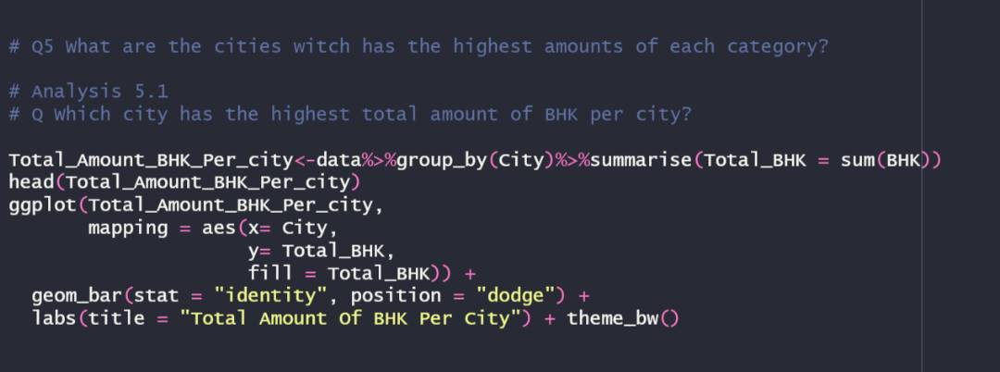 # Q5 What are the cities witch has the highest amounts of each category?
# Analysis 5.1
# Q Which city has the highest total amount of BHK per city?
Total_Amount_BHK_Per_city<-data%>%group_by(City)%>%summarise(Total_BHK = sum(BHK))
head(Total_Amount_BHK_Per_city)
ggplot(Total_Amount_BHK_Per_city,
mapping = aes(x= City,
y= Total_BHK,
fill = Total_BHK)) +
geom_bar(stat = "identity", position = "dodge") +
labs(title = "Total Amount Of BHK Per City") + theme_bw()